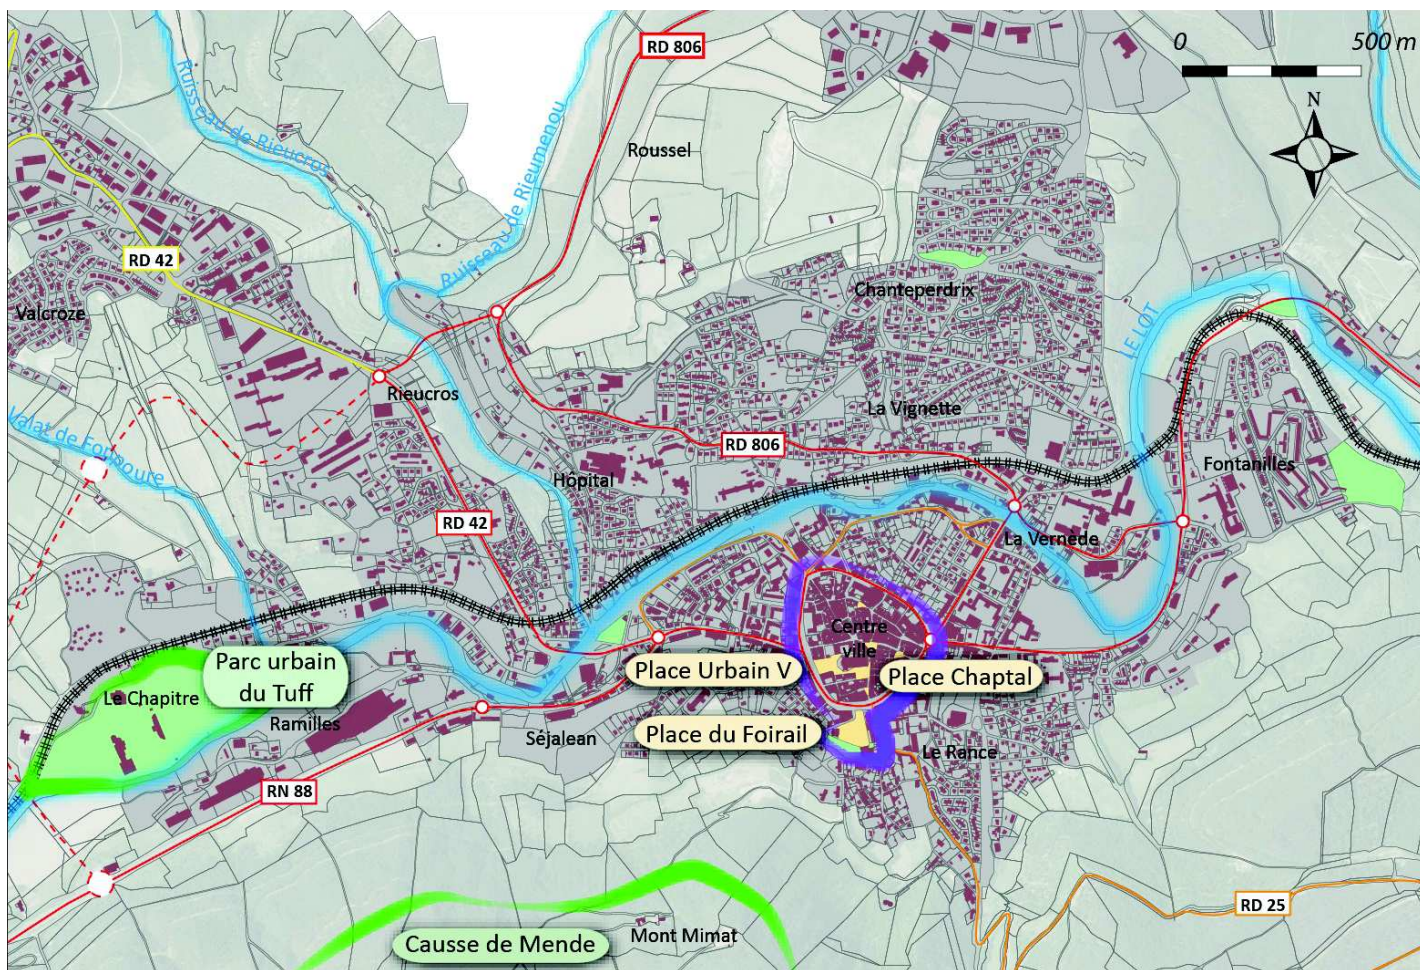 RD 806
0 500 m
N
Ruisseau de Rieucros
Ruisseau de Rieumenou
Roussel
RD 42
Valcroze
Chanteperdrix
LE LOT
Rieucros
La Vignette
RD 806
Valat de Fontpoure
Hôpital
Fontanilles
RD 42
La Vernède
Centre
ville
Parc urbain
du Tuff
Place Urbain V
Place Chaptal
Le Chapitre
Ramilles
Séjalean
Place du Foirail
Le Rance
RN 88
RD 25
Causse de Mende
Mont Mimat